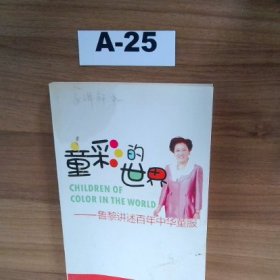 A-25
童彩的
世界
CHILDREN OF
COLOR IN THE WORLD
——鲁黎讲述百年中华童服